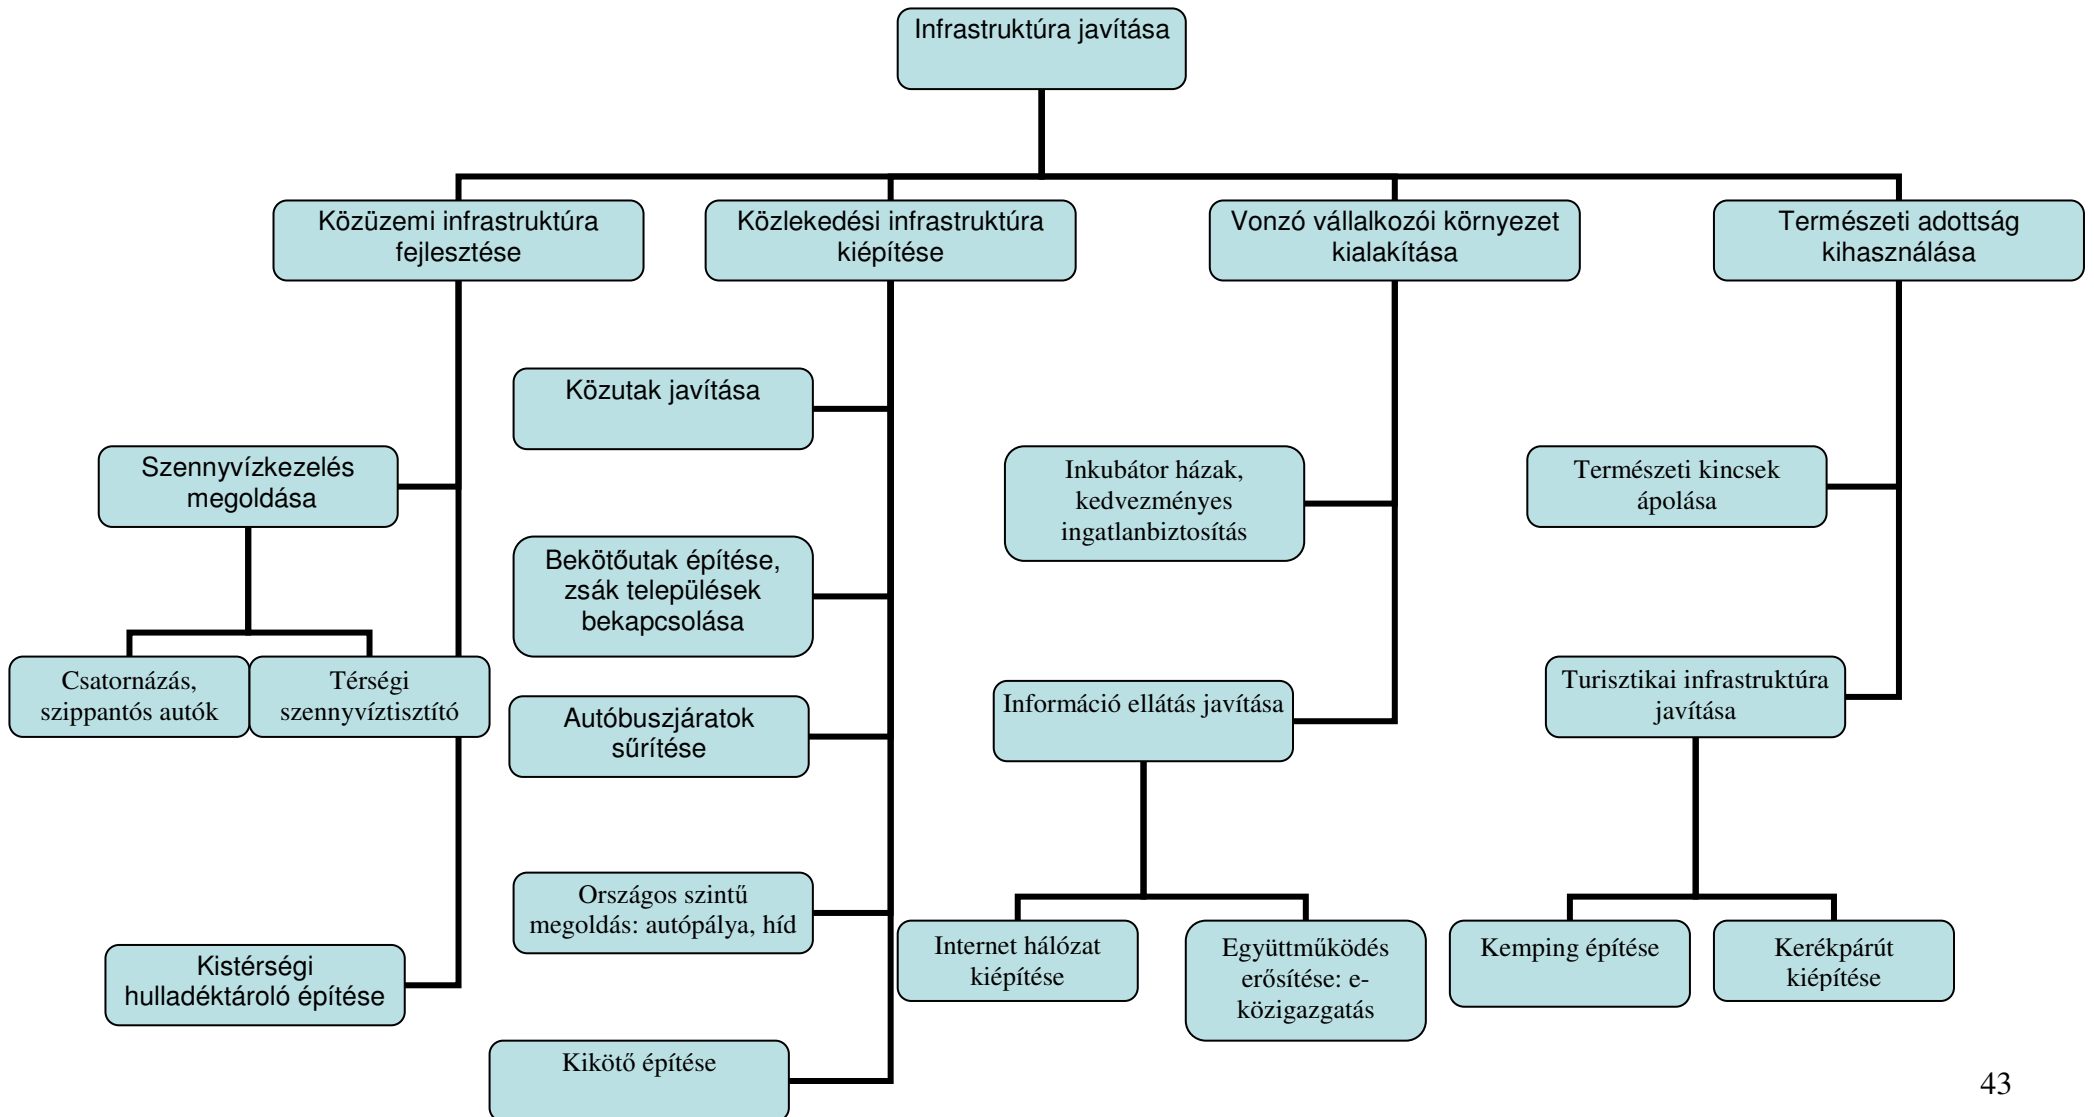 Infrastruktúra javítása
Közüzemi infrastruktúra
fejlesztése
Közlekedési infrastruktúra
kiépítése
Vonzó vállalkozói környezet
kialakítása
Természeti adottság
kihasználása
Szennyvízkezelés
megoldása
Csatornázás,
szippantós autók
Térségi
szennyvíztisztító
Kistérségi
hulladéktároló építése
Közutak javítása
Bekötőutak építése,
zsák települések
bekapcsolása
Autóbuszjáratok
sűrítése
Országos szintű
megoldás: autópálya, híd
Kikötő építése
Inkubátor házak,
kedvezményes
ingatlanbiztosítás
Információ ellátás javítása
Internet hálózat
kiépítése
Együttműködés
erősítése: e-
közigazgatás
Természeti kincsek
ápolása
Turisztikai infrastruktúra
javítása
Kemping építése
Kerékpárút
kiépítése
43